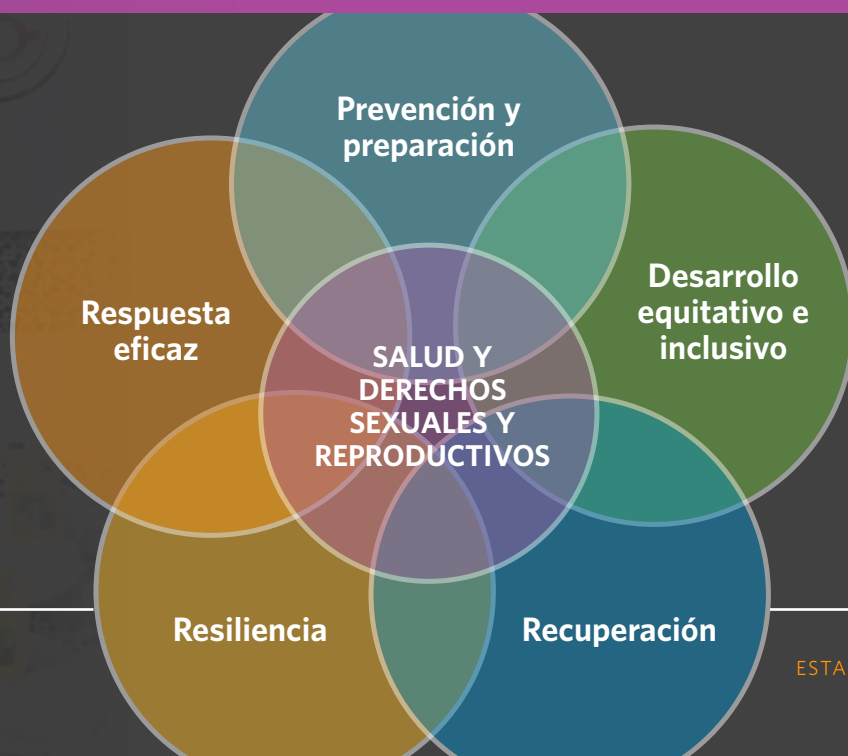 Prevención y
preparación
Desarrollo
equitativo e
inclusivo
Respuesta
eficaz
SALUD Y
DERECHOS
SEXUALES Y
REPRODUCTIVOS
Resiliencia
Recuperación
ESTA